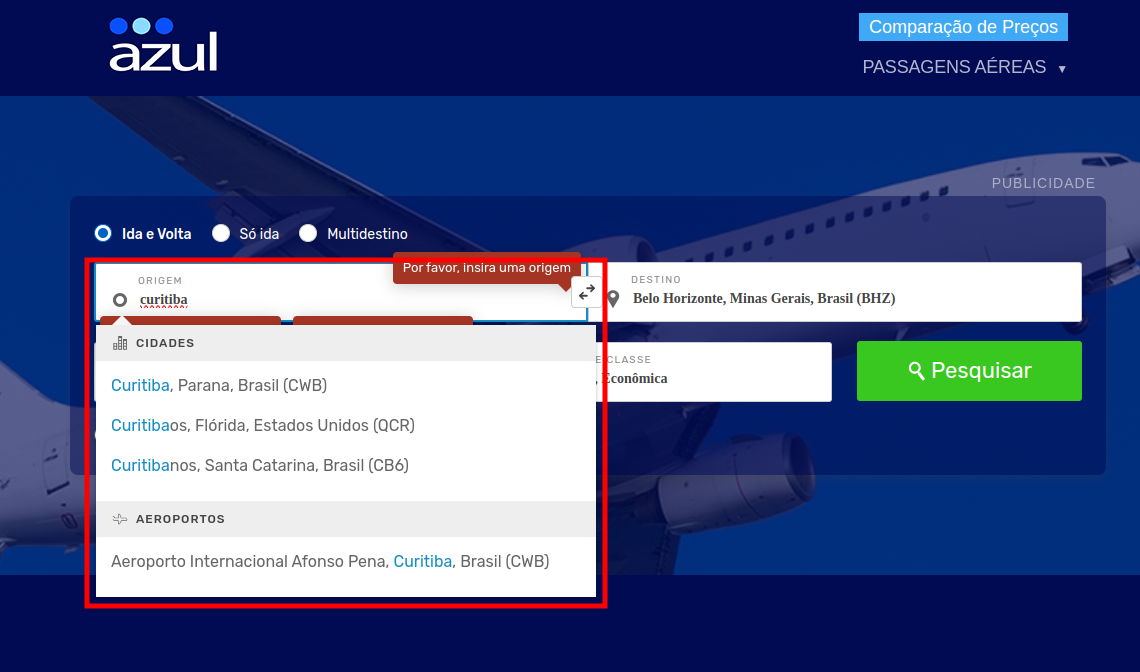 azul
Comparação de Preços
PASSAGENS AÉREAS ▼
PUBLICIDADE
Ida e Volta
Só ida
Multidestino
Por favor, insira uma origem
ORIGEM
curitiba
DESTINO
Belo Horizonte, Minas Gerais, Brasil (BHZ)
CIDADES
E CLASSE
, Econômica
Pesquisar
Curitiba, Parana, Brasil (CWB)
Curitibaos, Flórida, Estados Unidos (QCR)
Curitibanos, Santa Catarina, Brasil (CB6)
AEROPORTOS
Aeroporto Internacional Afonso Pena, Curitiba, Brasil (CWB)